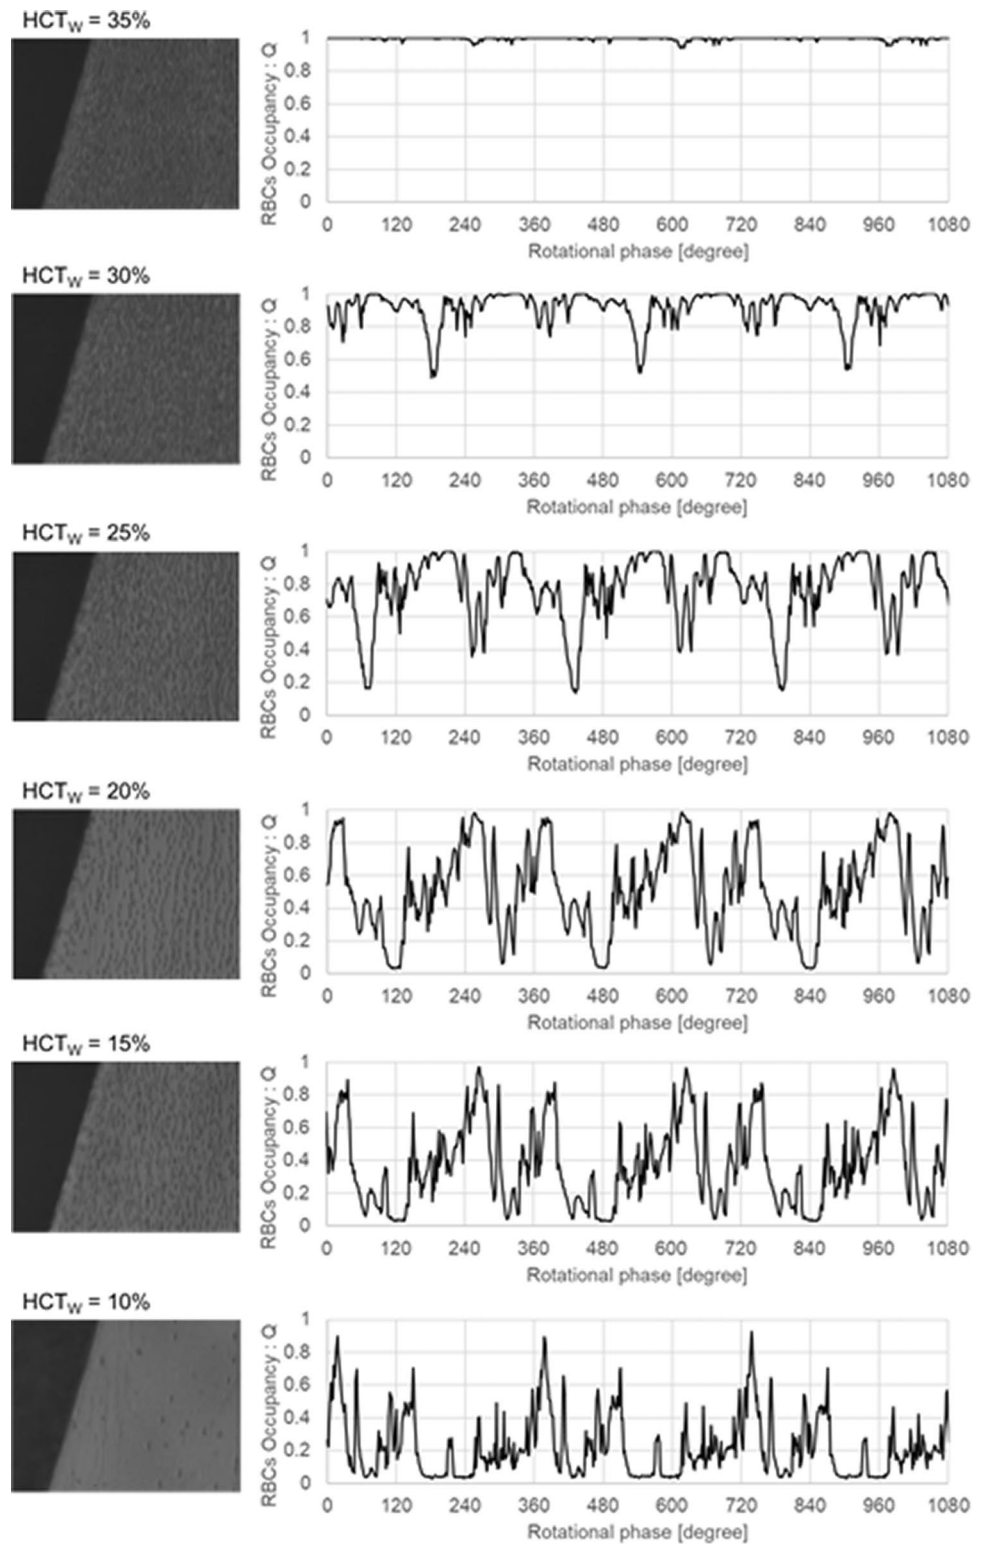 HCTW = 35%
RBCs Occupancy : Q
1
0.8
0.6
0.4
0.2
0
0 120 240 360 480 600 720 840 960 1080
Rotational phase [degree]
HCTW = 30%
RBCs Occupancy : Q
1
0.8
0.6
0.4
0.2
0
0 120 240 360 480 600 720 840 960 1080
Rotational phase [degree]
HCTW = 25%
RBCs Occupancy : Q
1
0.8
0.6
0.4
0.2
0
0 120 240 360 480 600 720 840 960 1080
Rotational phase [degree]
HCTW = 20%
RBCs Occupancy : Q
1
0.8
0.6
0.4
0.2
0
0 120 240 360 480 600 720 840 960 1080
Rotational phase [degree]
HCTW = 15%
RBCs Occupancy : Q
1
0.8
0.6
0.4
0.2
0
0 120 240 360 480 600 720 840 960 1080
Rotational phase [degree]
HCTW = 10%
RBCs Occupancy : Q
1
0.8
0.6
0.4
0.2
0
0 120 240 360 480 600 720 840 960 1080
Rotational phase [degree]